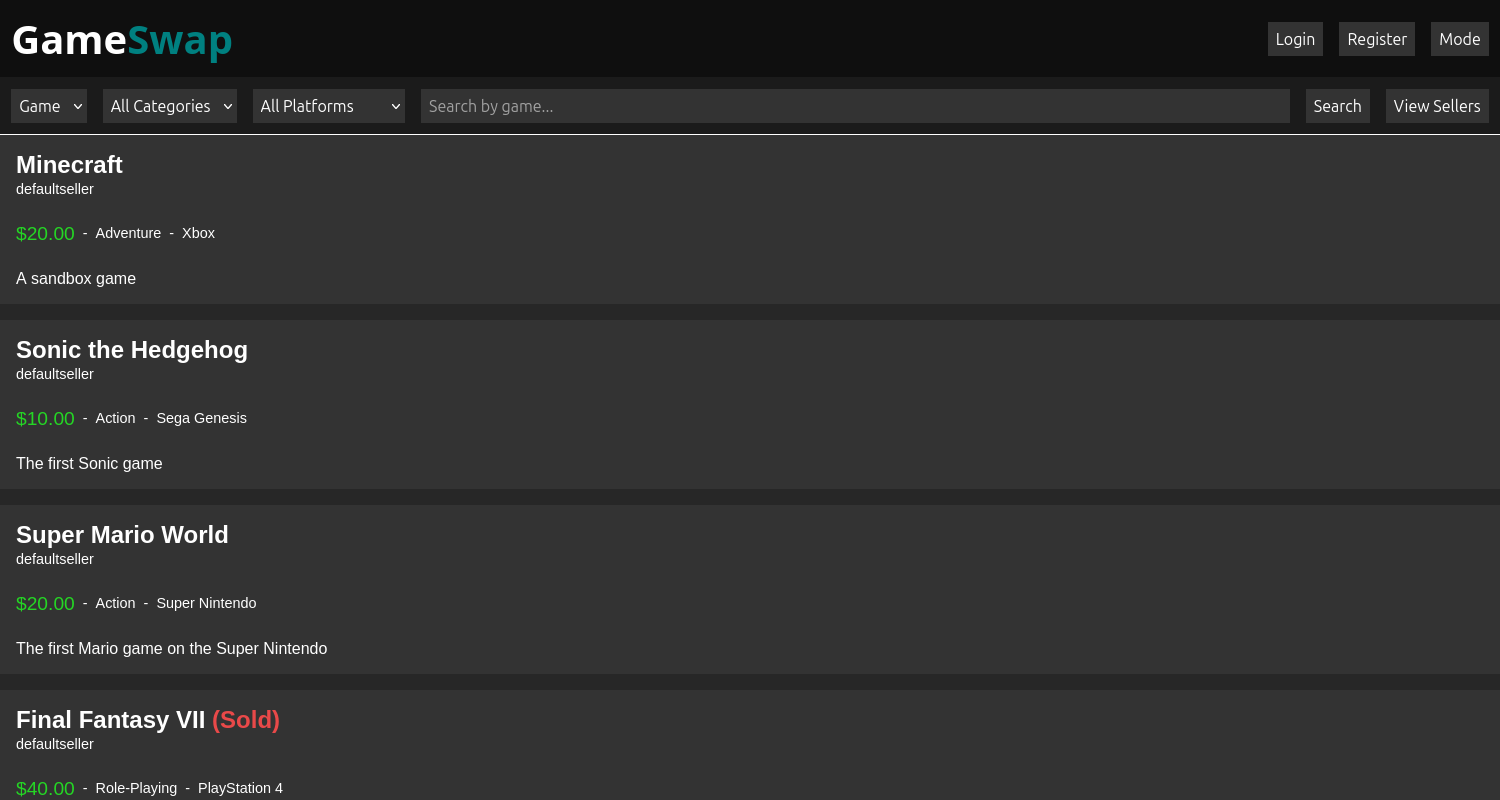 GameSwap
Login Register Mode
Game All Categories All Platforms Search by game... Search View Sellers
Minecraft
defaultseller
$20.00 - Adventure - Xbox
A sandbox game
Sonic the Hedgehog
defaultseller
$10.00 - Action - Sega Genesis
The first Sonic game
Super Mario World
defaultseller
$20.00 - Action - Super Nintendo
The first Mario game on the Super Nintendo
Final Fantasy VII (Sold)
defaultseller
$40.00 - Role-Playing - PlayStation 4